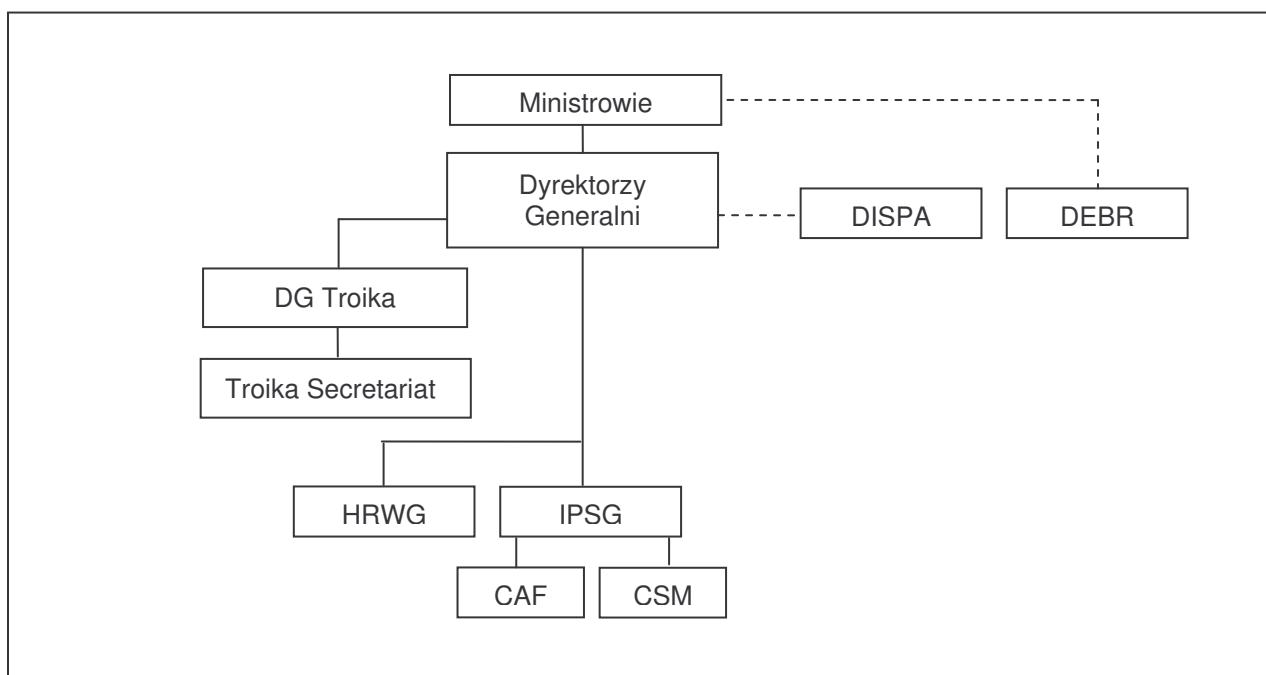 Ministrowie
Dyrektorzy
Generalni
DISPA
DEBR
DG Troika
Troika Secretariat
HRWG
IPSG
CAF
CSM